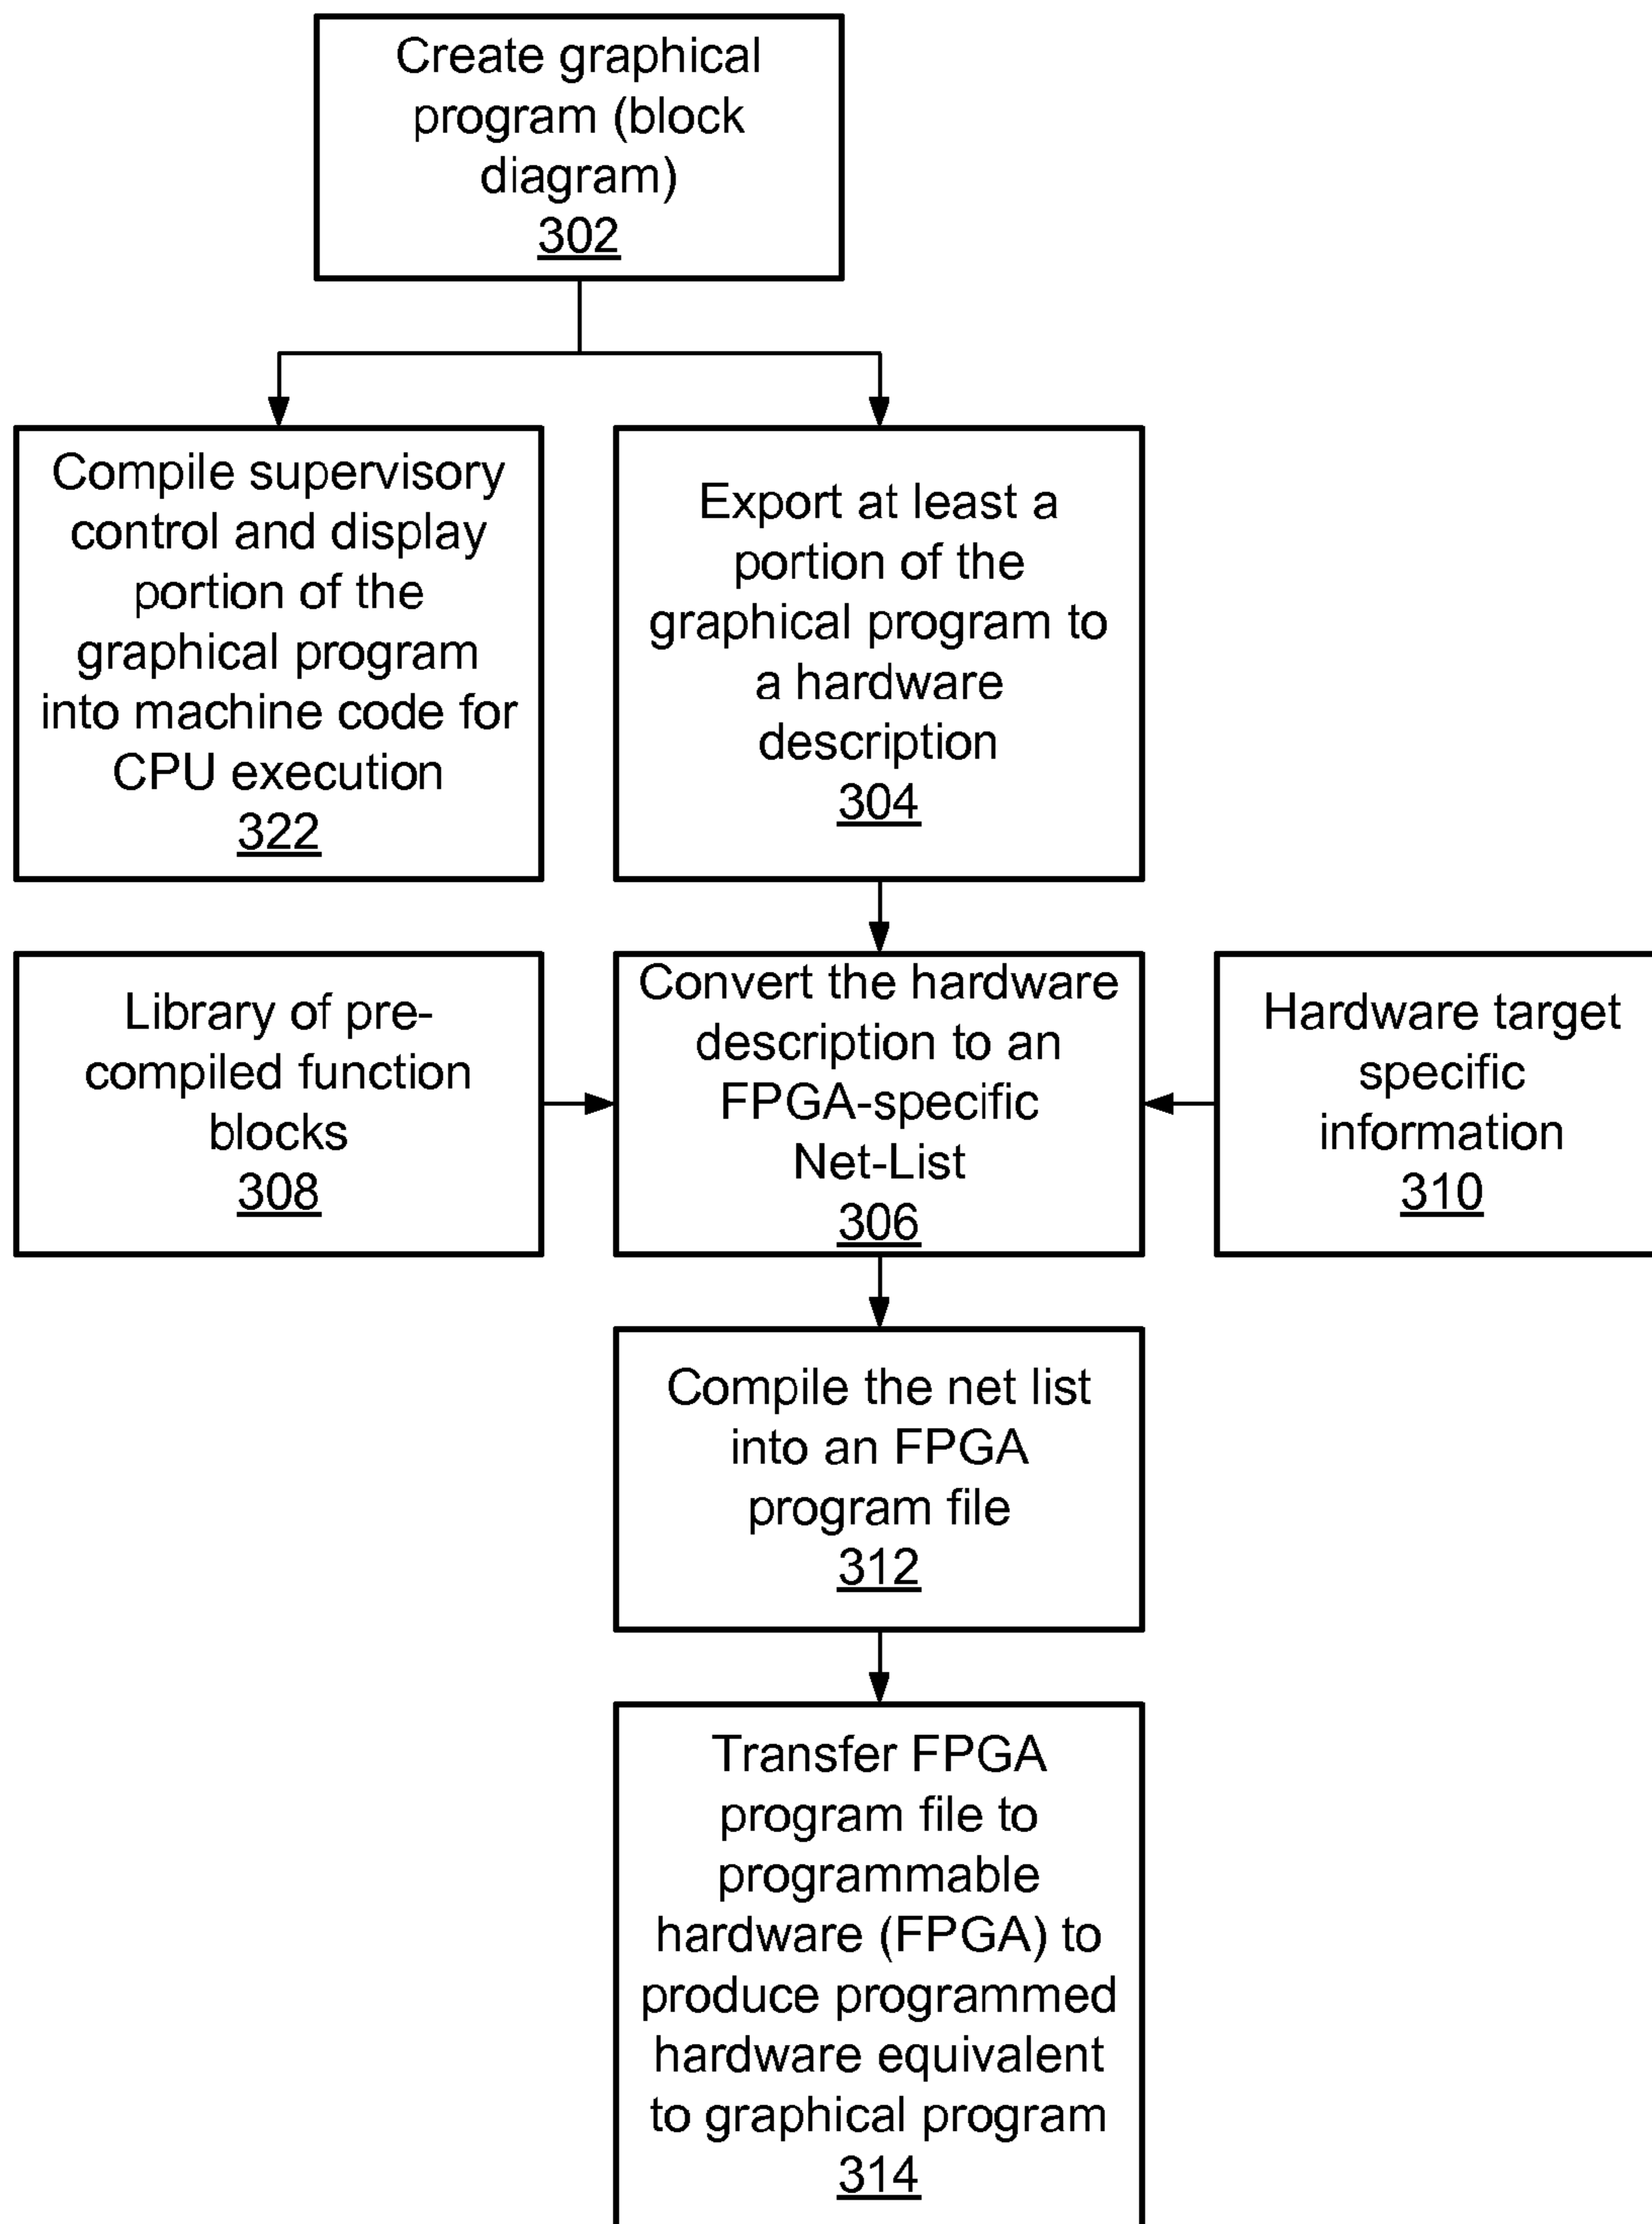 Create graphical
program (block
diagram)
302
Compile supervisory
control and display
portion of the
graphical program
into machine code for
CPU execution
322
Export at least a
portion of the
graphical program to
a hardware
description
304
Library of pre-
compiled function
blocks
308
Convert the hardware
description to an
FPGA-specific
Net-List
306
Hardware target
specific
information
310
Compile the net list
into an FPGA
program file
312
Transfer FPGA
program file to
programmable
hardware (FPGA) to
produce programmed
hardware equivalent
to graphical program
314